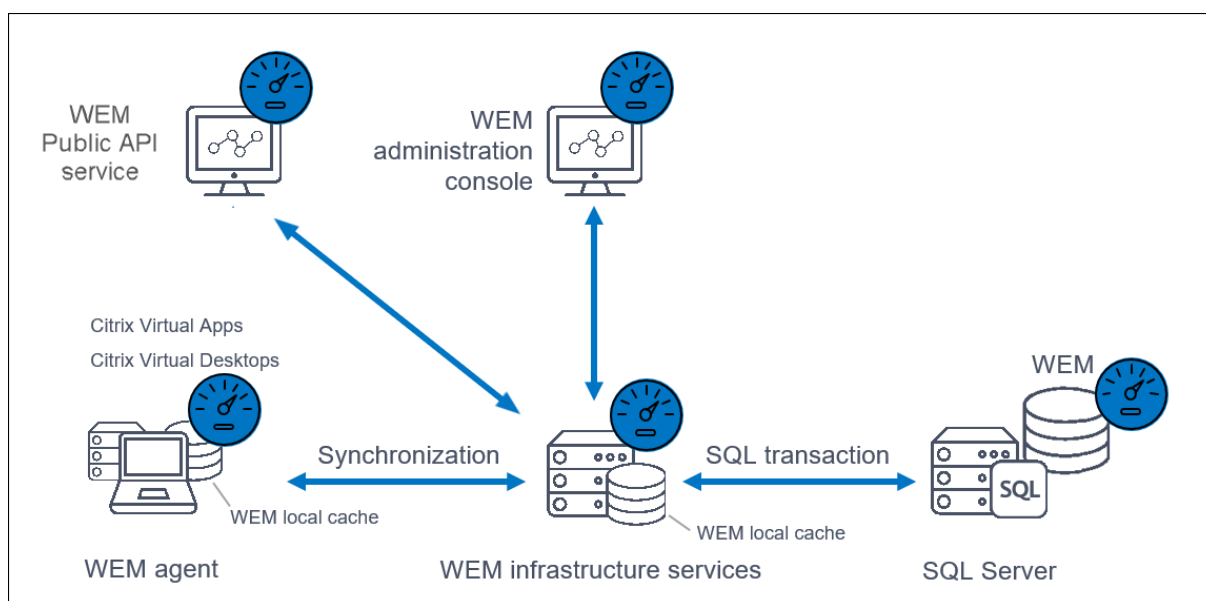 WEM
Public API
service
WEM
administration
console
Citrix Virtual Apps
Citrix Virtual Desktops
WEM
Synchronization
SQL transaction
SQL
WEM local cache
WEM local cache
WEM agent
WEM infrastructure services
SQL Server